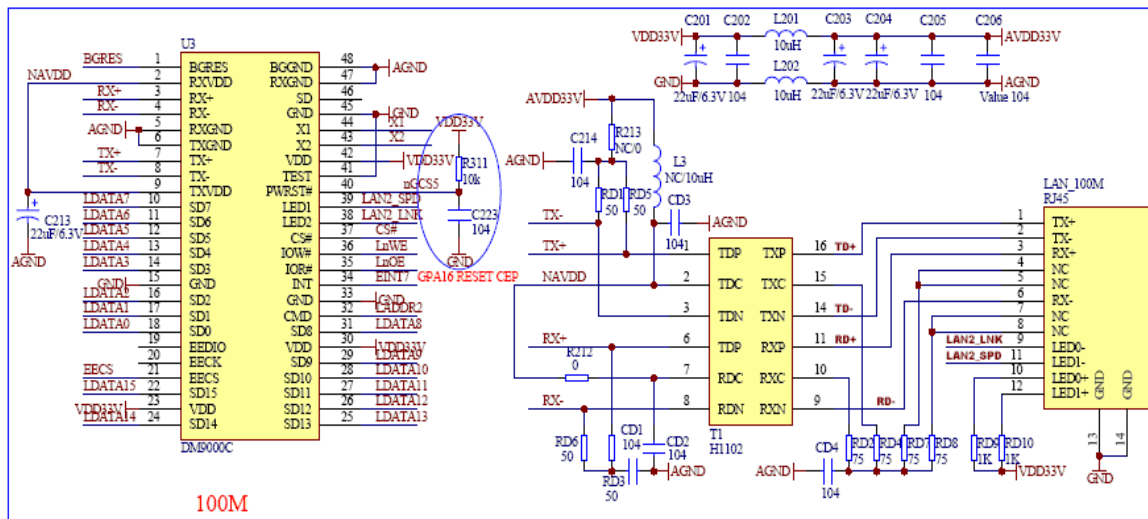 U3
BGRES 1 BGRES BGGND 48 AGND
NAVDD 2 RXVDD RXGND 47
RX+ 3 RX+ SD 46
RX- 4 RX- GND 45 GND
AGND 5 RXGND X1 44 X1
6 TXGND X2 43 X2
TX+ 7 TX+ VDD 42 VDD33V
TX- 8 TX- TEST 41
9 TXVDD PWRST# 40 nGCS5
LDATA7 10 SD7 LED1 39 LAN2_SPD
LDATA6 11 SD6 LED2 38 LAN2_LNK
LDATA5 12 SD5 CS# 37 CS#
LDATA4 13 SD4 IOW# 36 LnWE
LDATA3 14 SD3 IOR# 35 LnOE
GND 15 GND INT 34 EINT7
LDATA2 16 SD2 GND 33 GND
LDATA1 17 SD1 CMD 32 LADDR2
LDATA0 18 SD0 SD8 31 LDATA8
19 EEDIO VDD 30 VDD33V
20 EECK SD9 29 LDATA9
EECS 21 EECS SD10 28 LDATA10
LDATA15 22 SD15 SD11 27 LDATA11
VDD33V 23 VDD SD12 26 LDATA12
LDATA14 24 SD14 SD13 25 LDATA13
DM9000C
C213
22uF/6.3V
AGND
VDD33V
R311
10k
C223
104
GND
GPA16 RESET CEP
100M
C201 C202 L201 C203 C204 C205 C206
VDD33V 10uH AVDD33V
L202
GND 10uH AGND
22uF/6.3V 104 22uF/6.3V 22uF/6.3V 104 Value 104
AVDD33V
R213
NC/0
C214
AGND
104
L3
NC/10uH
RD1
50
RD5
50
CD3
104
AGND
TX-
TX+
NAVDD
RX+
R212
0
RX-
1 TDP TXP 16 TD+
2 TDC TXC 15
3 TDN TXN 14 TD-
6 TDP RXP 11 RD+
7 RDC RXC 10
8 RDN RXN 9 RD-
T1
H1102
RD6
50
CD1
104
CD2
104
RD3
50
AGND
AGND
CD4
104
RD2
75
RD4
75
RD7
75
RD8
75
RD9
1K
RD10
1K
VDD33V
LAN_100M
RJ45
1 TX+
2 TX-
3 RX+
4 NC
5 NC
6 RX-
7 NC
8 NC
LAN2_LNK 9 LED0-
LAN2_SPD 11 LED1-
10 LED0+
12 LED1+
GND
GND
13
14
GND